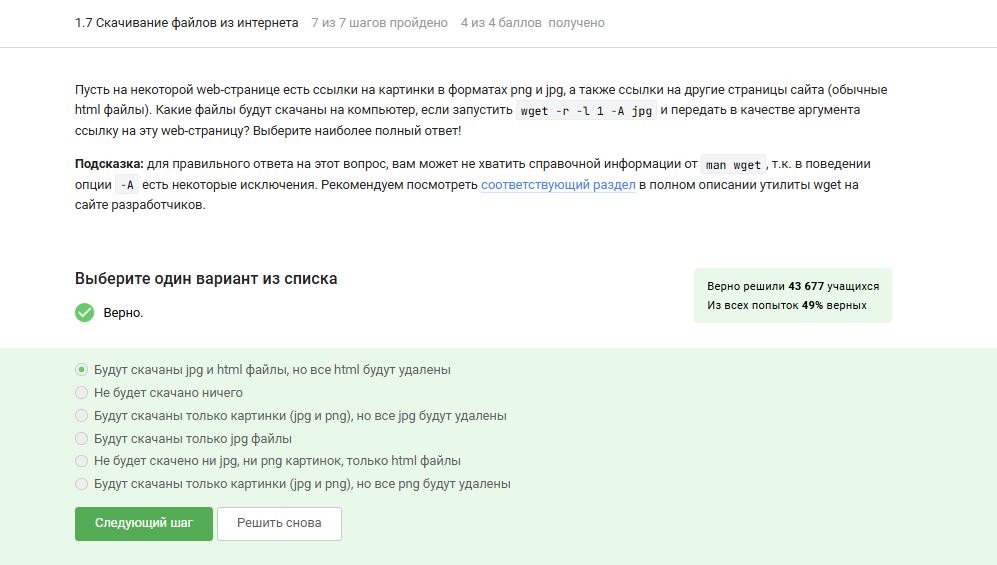 1.7 Скачивание файлов из интернета 7 из 7 шагов пройдено 4 из 4 баллов получено
Пусть на некоторой web-странице есть ссылки на картинки в форматах png и jpg, а также ссылки на другие страницы сайта (обычные
html файлы). Какие файлы будут скачаны на компьютер, если запустить wget -r -l 1 -A jpg и передать в качестве аргумента
ссылку на эту web-страницу? Выберите наиболее полный ответ!
Подсказка: для правильного ответа на этот вопрос, вам может не хватить справочной информации от man wget, т.к. в поведении
опции -A есть некоторые исключения. Рекомендуем посмотреть соответствующий раздел в полном описании утилиты wget на
сайте разработчиков.
Выберите один вариант из списка
Верно.
Верно решили 43 677 учащихся
Из всех попыток 49% верных
Будут скачаны jpg и html файлы, но все html будут удалены
Не будет скачано ничего
Будут скачаны только картинки (jpg и png), но все jpg будут удалены
Будут скачаны только jpg файлы
Не будет скачено ни jpg, ни png картинок, только html файлы
Будут скачаны только картинки (jpg и png), но все png будут удалены
Следующий шаг Решить снова